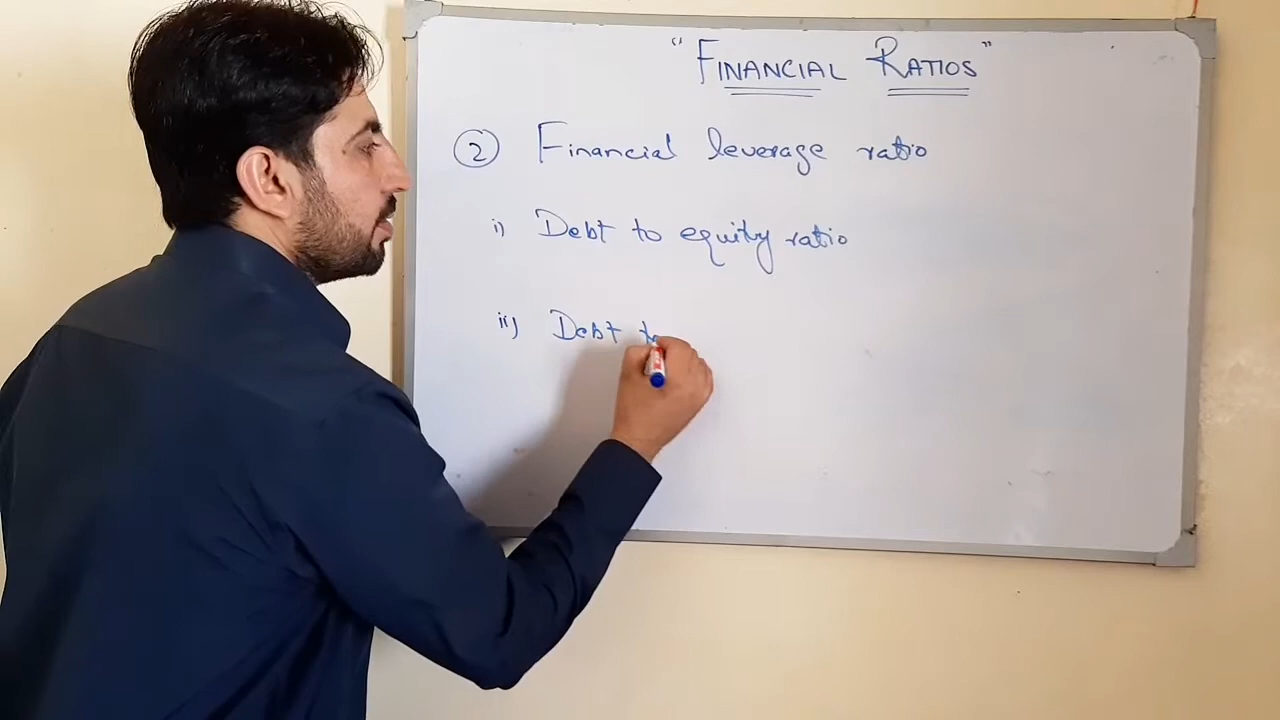 "FINANCIAL RATIOS"
2 Financial leverage ratio
i) Debt to equity ratio
ii) Debt t